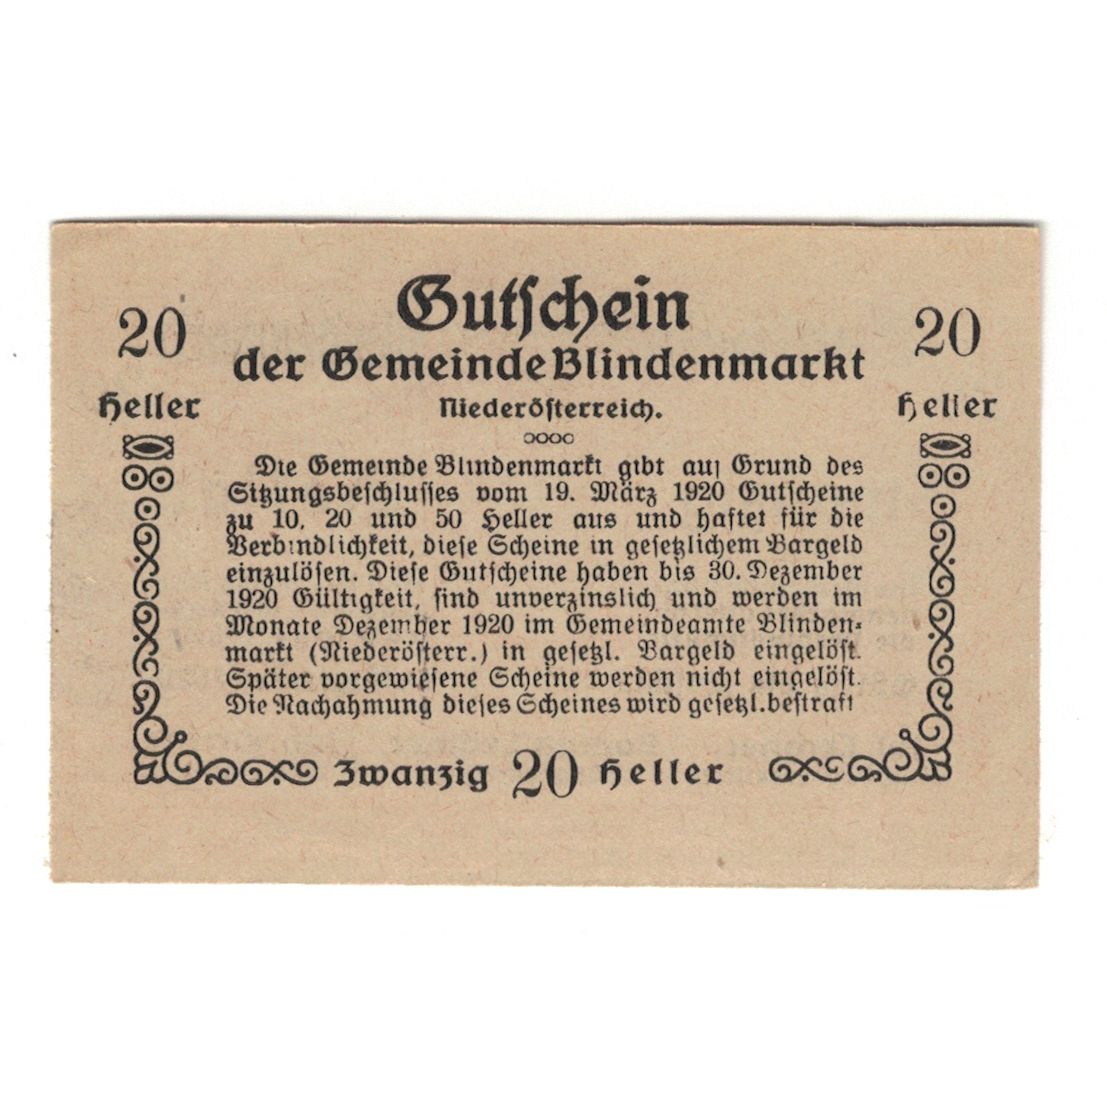 Gutschein
20
20
der Gemeinde Blindenmarkt
Heller
Heller
Niederösterreich.
Die Gemeinde Blindenmarkt gibt auf Grund des
Sitzungsbeschlusses vom 19. März 1920 Gutscheine
zu 10, 20 und 50 Heller aus und haftet für die
Verbindlichkeit, diese Scheine in gesetzlichem Bargeld
einzulösen. Diese Gutscheine haben bis 30. Dezember
1920 Gültigkeit, sind unverzinslich und werden im
Monate Dezember 1920 im Gemeindeamte Blinden-
markt (Niederösterr.) in gesetzl. Bargeld eingelöst.
Später vorgewiesene Scheine werden nicht eingelöst.
Die Nachahmung dieses Scheines wird gesetzl. bestraft
Zwanzig 20 Heller